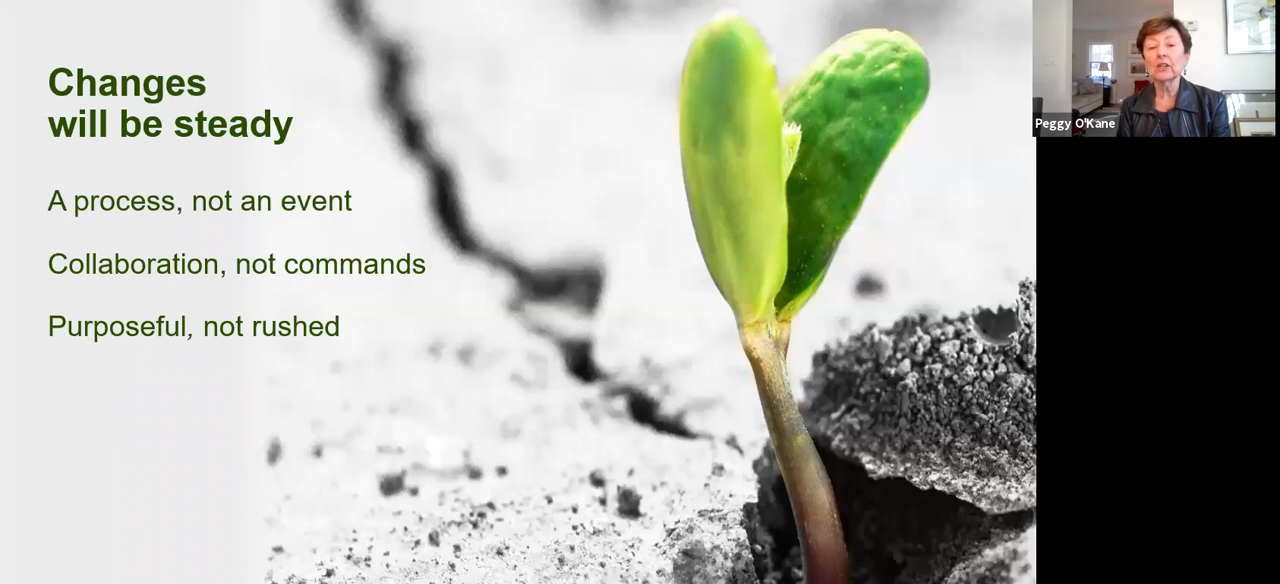 Changes
will be steady
A process, not an event
Collaboration, not commands
Purposeful, not rushed
Peggy O'Kane